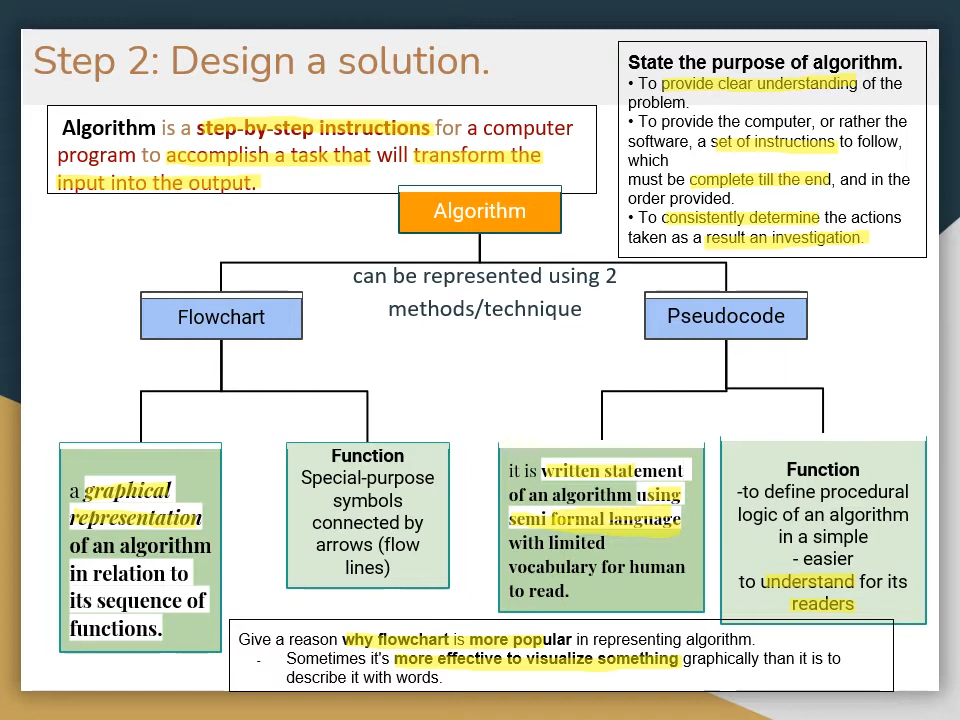 Step 2: Design a solution.
State the purpose of algorithm.
• To provide clear understanding of the
problem.
• To provide the computer, or rather the
software, a set of instructions to follow,
which
must be complete till the end, and in the
order provided.
• To consistently determine the actions
taken as a result an investigation.
Algorithm is a step-by-step instructions for a computer
program to accomplish a task that will transform the
input into the output.
Algorithm
can be represented using 2
methods/technique
Flowchart
Pseudocode
a graphical
representation
of an algorithm
in relation to
its sequence of
functions.
Function
Special-purpose
symbols
connected by
arrows (flow
lines)
it is written statement
of an algorithm using
semi formal language
with limited
vocabulary for human
to read.
Function
-to define procedural
logic of an algorithm
in a simple
- easier
to understand for its
readers
Give a reason why flowchart is more popular in representing algorithm.
- Sometimes it's more effective to visualize something graphically than it is to
describe it with words.